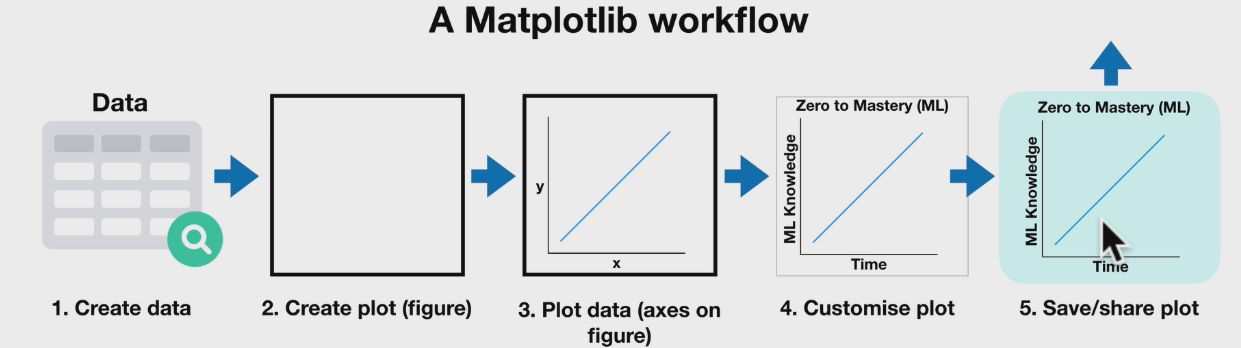 A Matplotlib workflow
Data
y
x
Zero to Mastery (ML)
ML Knowledge
Time
Zero to Mastery (ML)
ML Knowledge
Time
1. Create data
2. Create plot (figure)
3. Plot data (axes on
figure)
4. Customise plot
5. Save/share plot